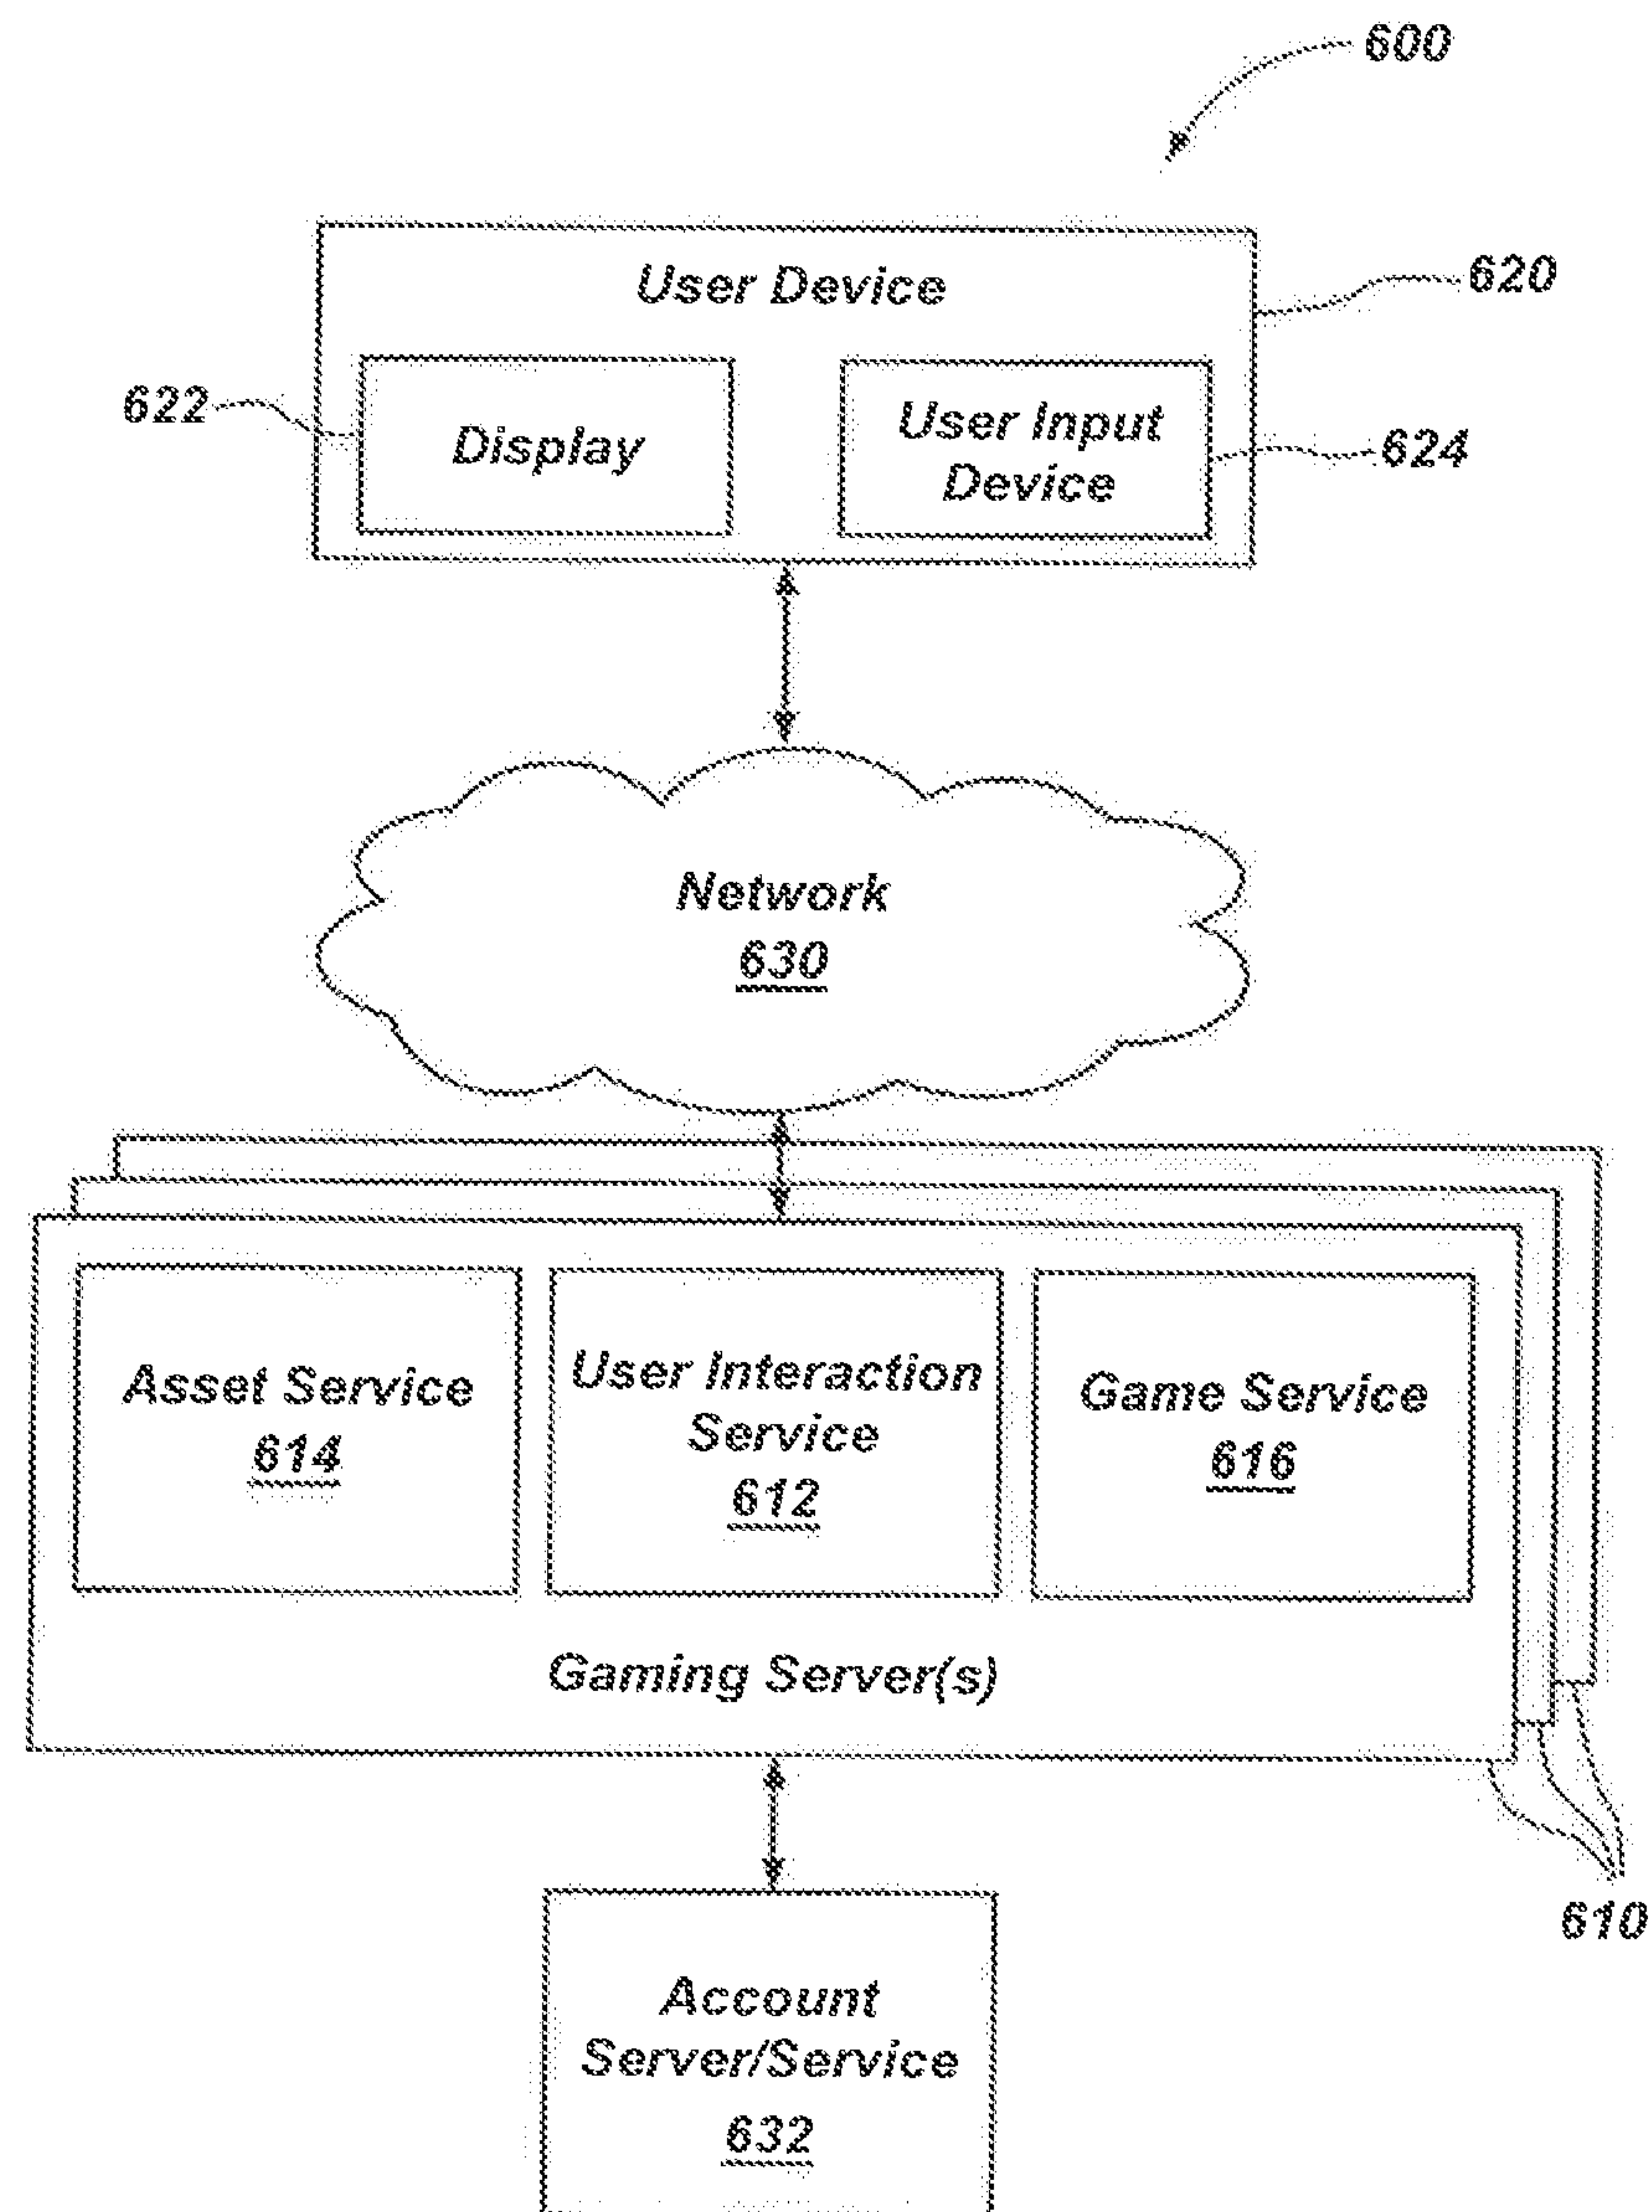 600
User Device
620
622
Display
User Input
Device
624
Network
630
Asset Service
614
User Interaction
Service
612
Game Service
616
Gaming Server(s)
610
Account
Server/Service
632